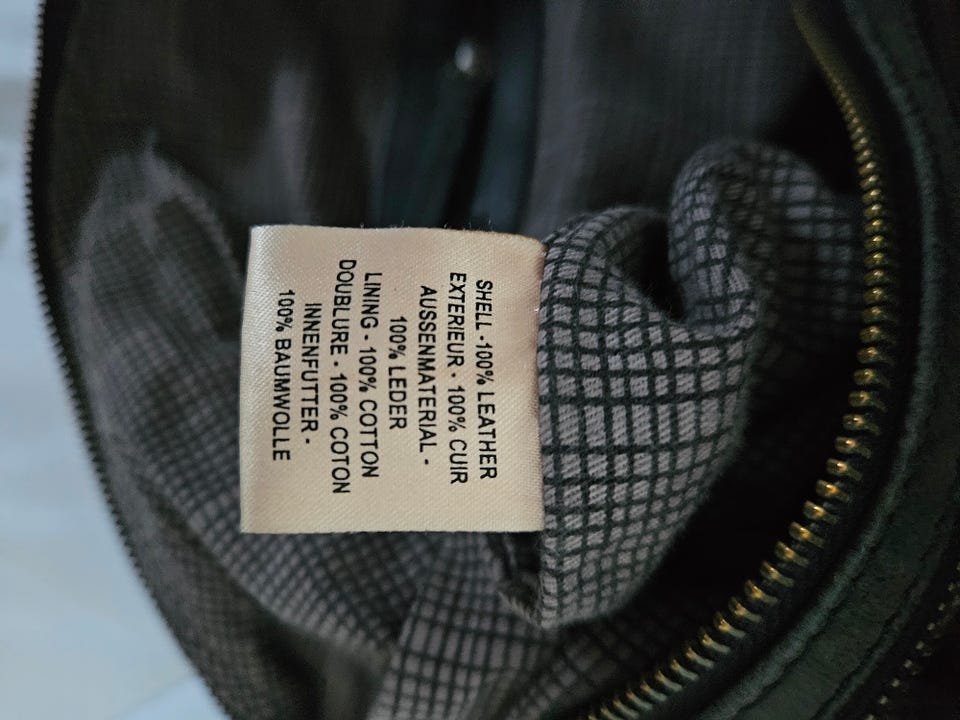 SHELL -100% LEATHER
EXTERIEUR - 100% CUIR
AUSSENMATERIAL -
100% LEDER
LINING - 100% COTTON
DOUBLURE - 100% COTON
INNENFUTTER -
100% BAUMWOLLE